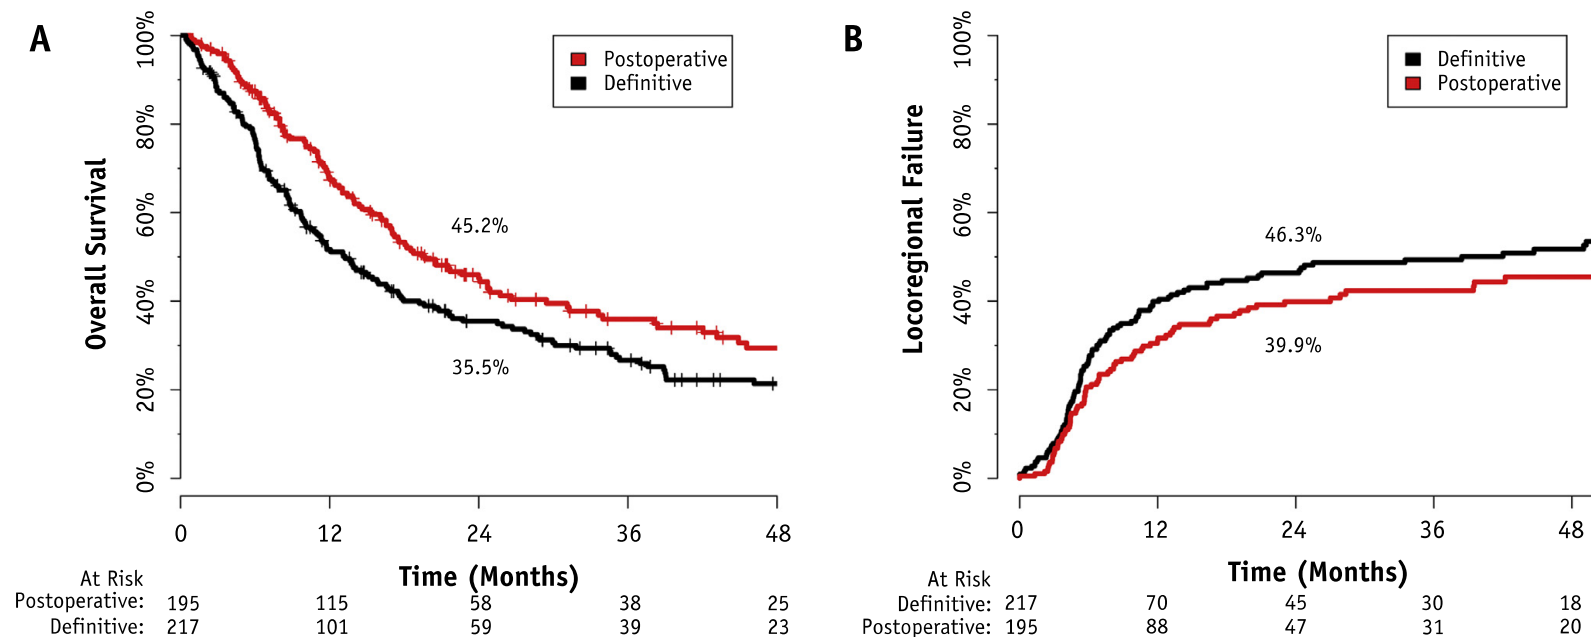 A
Overall Survival
100%
80%
60%
40%
20%
0%
Postoperative
Definitive
45.2%
35.5%
0 12 24 36 48
Time (Months)
At Risk
Postoperative: 195 115 58 38 25
Definitive: 217 101 59 39 23
B
Locoregional Failure
100%
80%
60%
40%
20%
0%
Definitive
Postoperative
46.3%
39.9%
0 12 24 36 48
Time (Months)
At Risk
Definitive: 217 70 45 30 18
Postoperative: 195 88 47 31 20